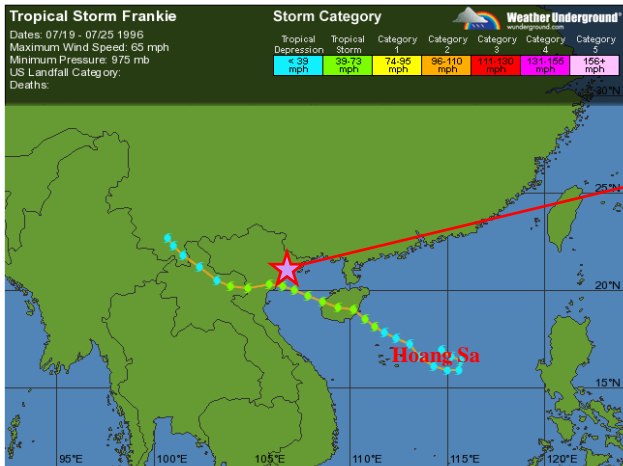 Tropical Storm Frankie
Dates: 07/19 - 07/25 1996
Maximum Wind Speed: 65 mph
Minimum Pressure: 975 mb
US Landfall Category:
Deaths:
Storm Category
Weather Underground®
wunderground.com
Tropical Depression
Tropical Storm
Category 1
Category 2
Category 3
Category 4
Category 5
< 39 mph
39-73 mph
74-95 mph
96-110 mph
111-130 mph
131-155 mph
156+ mph
30°N
25°N
20°N
Hoang Sa
15°N
95°E
100°E
105°E
110°E
115°E
120°E